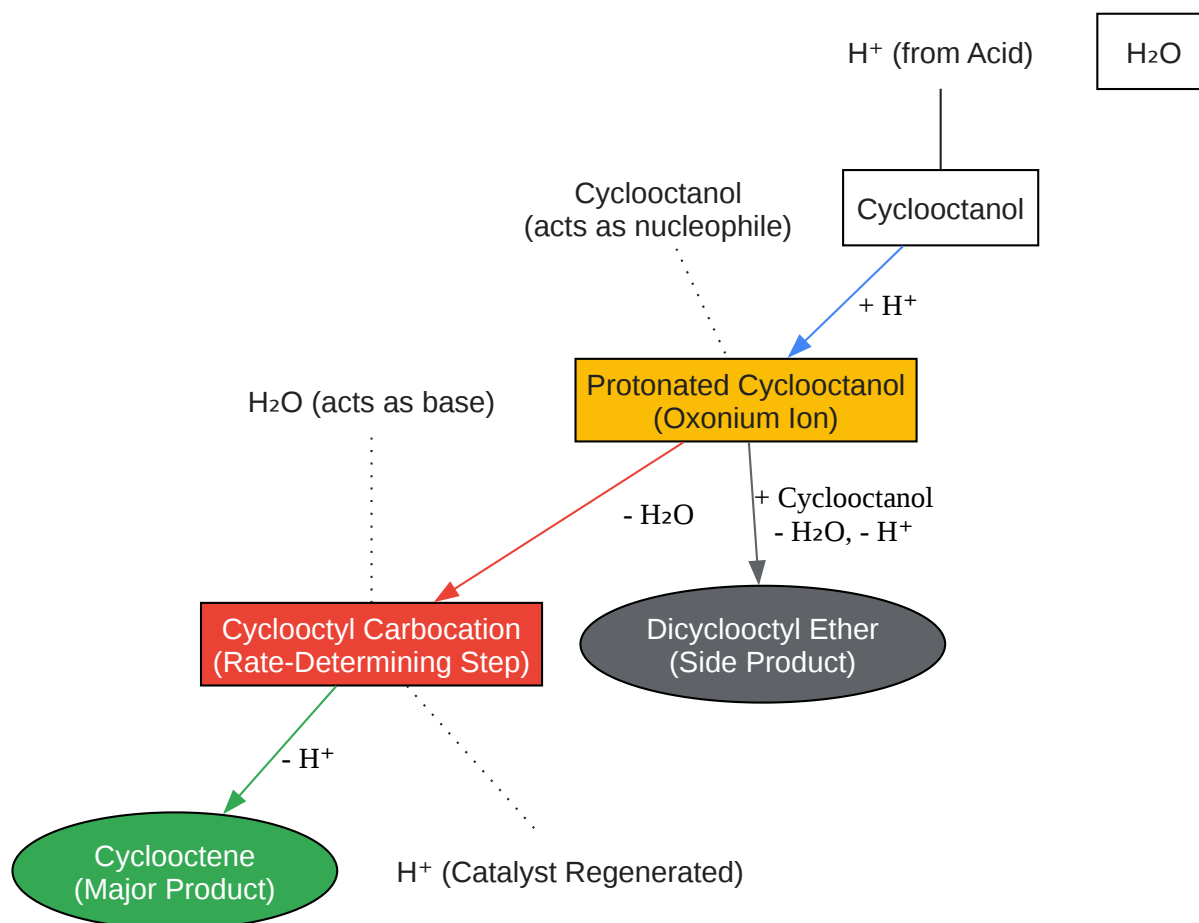 H⁺ (from Acid)
H₂O
Cyclooctanol
(acts as nucleophile)
Cyclooctanol
+ H⁺
Protonated Cyclooctanol
(Oxonium Ion)
H₂O (acts as base)
- H₂O
+ Cyclooctanol
- H₂O, - H⁺
Cyclooctyl Carbocation
(Rate-Determining Step)
Dicyclooctyl Ether
(Side Product)
- H⁺
Cyclooctene
(Major Product)
H⁺ (Catalyst Regenerated)